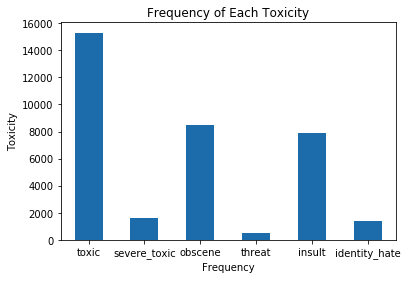 Frequency of Each Toxicity
16000
14000
12000
10000
8000
6000
4000
2000
0
Toxicity
toxic severe_toxic obscene threat insult identity_hate
Frequency